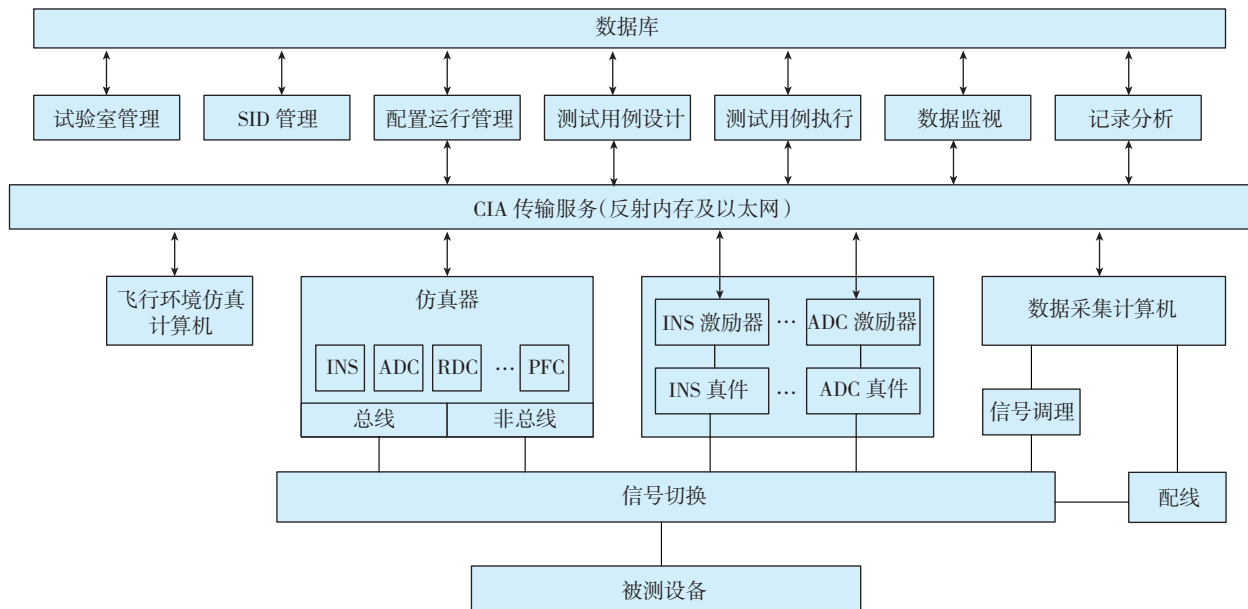 数据库
试验室管理
SID 管理
配置运行管理
测试用例设计
测试用例执行
数据监视
记录分析
CIA 传输服务(反射内存及以太网)
飞行环境仿真
计算机
仿真器
INS
ADC
RDC
…
PFC
总线
非总线
INS 激励器
…
ADC 激励器
INS 真件
…
ADC 真件
数据采集计算机
信号调理
信号切换
配线
被测设备